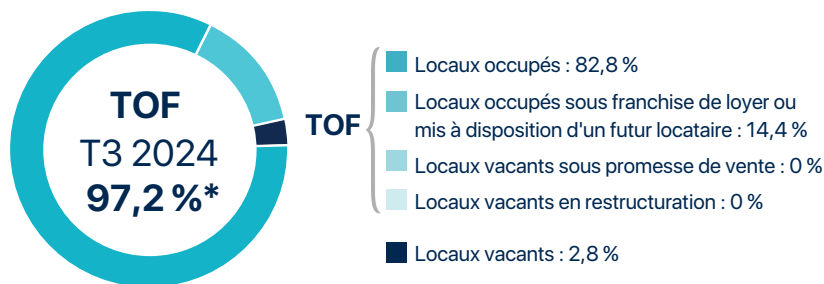 TOF
T3 2024
97,2 %*
TOF
Locaux occupés : 82,8 %
Locaux occupés sous franchise de loyer ou
mis à disposition d'un futur locataire : 14,4 %
Locaux vacants sous promesse de vente : 0 %
Locaux vacants en restructuration : 0 %
Locaux vacants : 2,8 %